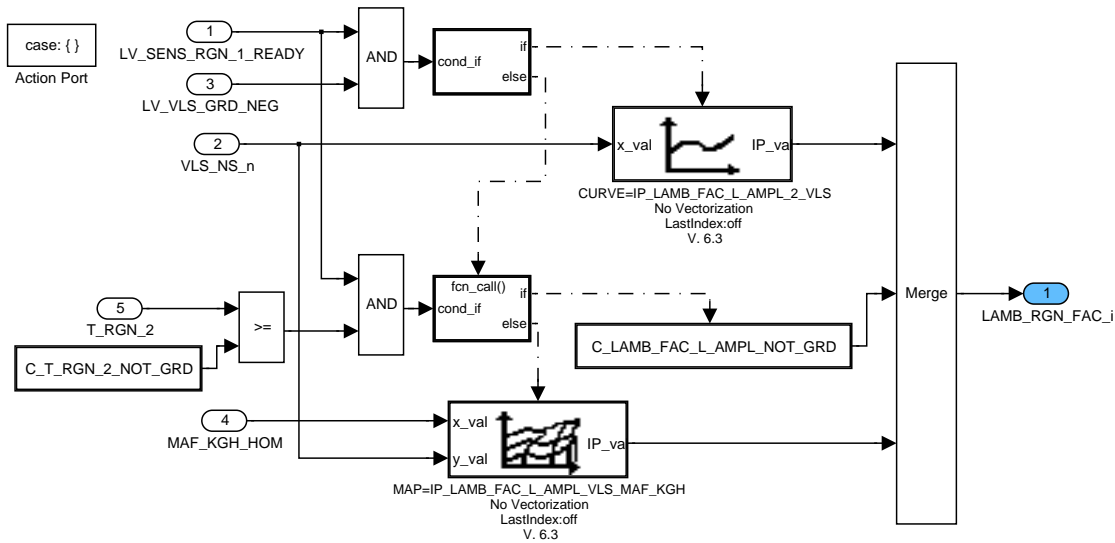 case: { }
Action Port
1
LV_SENS_RGN_1_READY
3
LV_VLS_GRD_NEG
AND
cond_if
if
else
2
VLS_NS_n
x_val
IP_va
CURVE=IP_LAMB_FAC_L_AMPL_2_VLS
No Vectorization
LastIndex:off
V. 6.3
5
T_RGN_2
C_T_RGN_2_NOT_GRD
>=
AND
fcn_call()
cond_if
if
else
C_LAMB_FAC_L_AMPL_NOT_GRD
Merge
1
LAMB_RGN_FAC_i
4
MAF_KGH_HOM
x_val
y_val
IP_va
MAP=IP_LAMB_FAC_L_AMPL_VLS_MAF_KGH
No Vectorization
LastIndex:off
V. 6.3